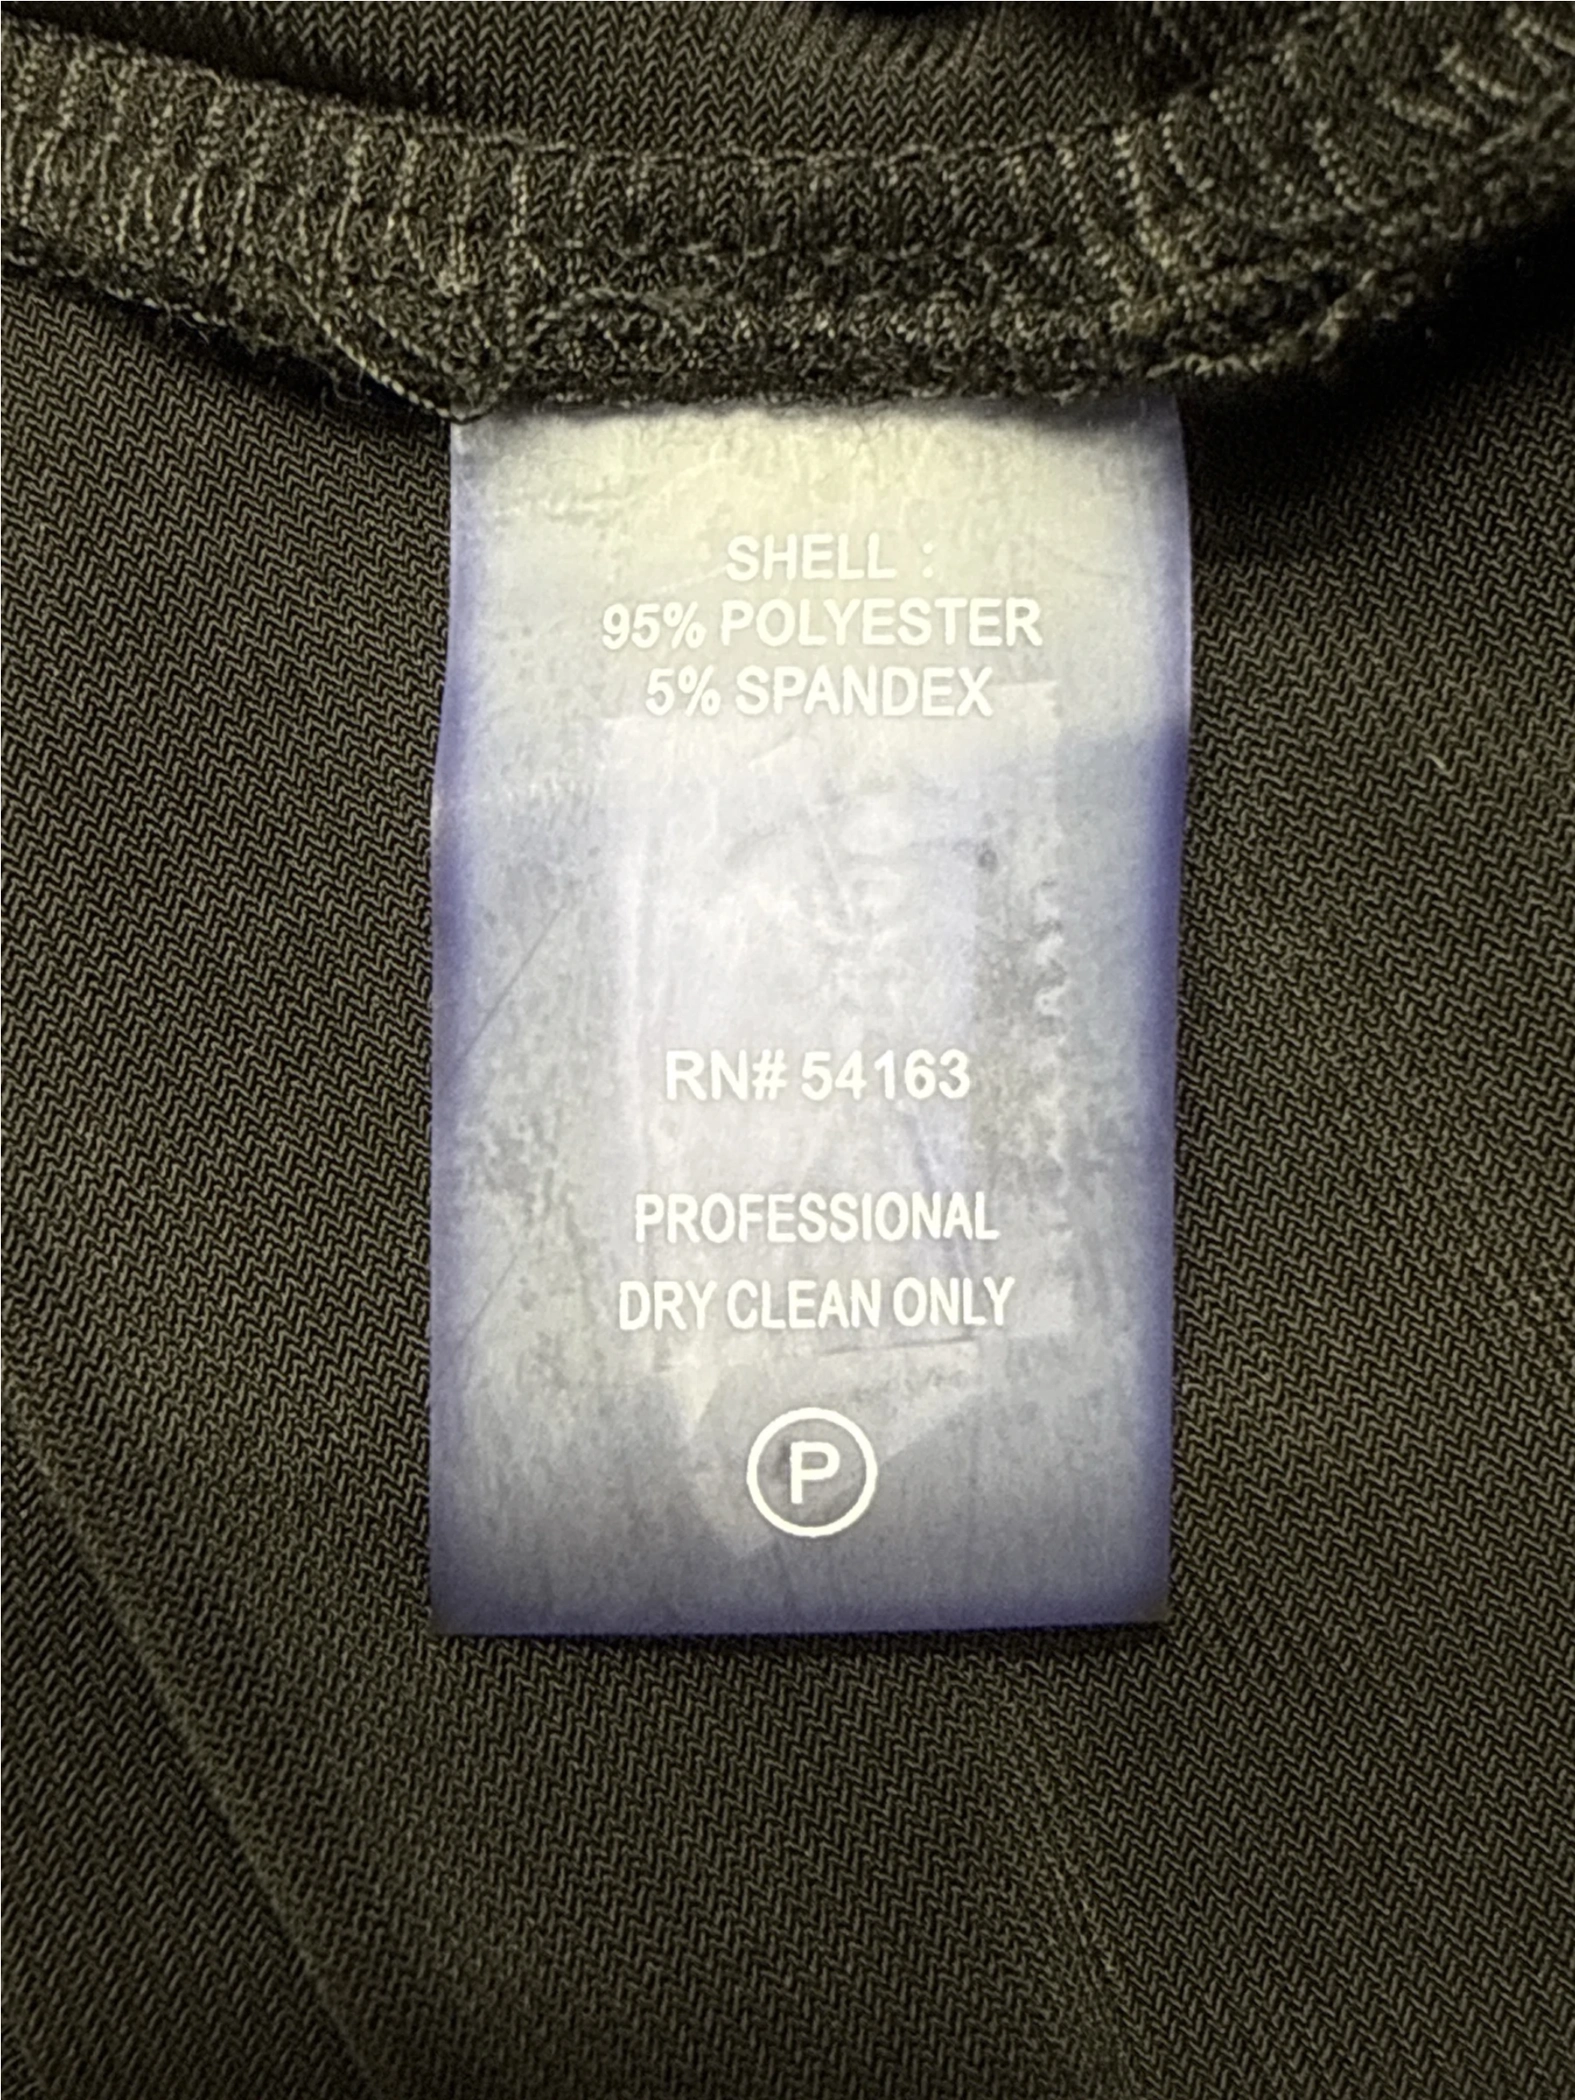 SHELL :
95% POLYESTER
5% SPANDEX
RN# 54163
PROFESSIONAL
DRY CLEAN ONLY
P